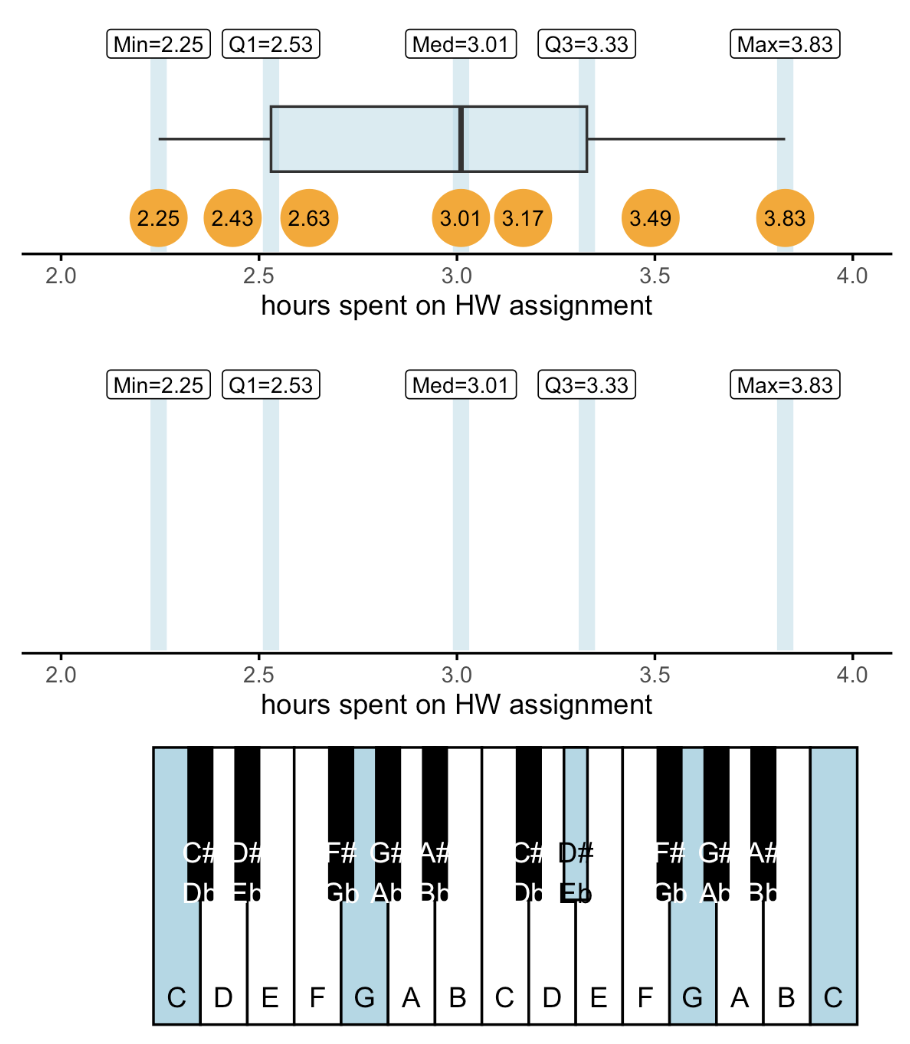 Min=2.25 Q1=2.53 Med=3.01 Q3=3.33 Max=3.83
2.25 2.43 2.63 3.01 3.17 3.49 3.83
2.0 2.5 3.0 3.5 4.0
hours spent on HW assignment
Min=2.25 Q1=2.53 Med=3.01 Q3=3.33 Max=3.83
2.0 2.5 3.0 3.5 4.0
hours spent on HW assignment
C# D# F# G# A# C# D# F# G# A#
Db Eb Gb Ab Bb Db Eb Gb Ab Bb
C D E F G A B C D E F G A B C